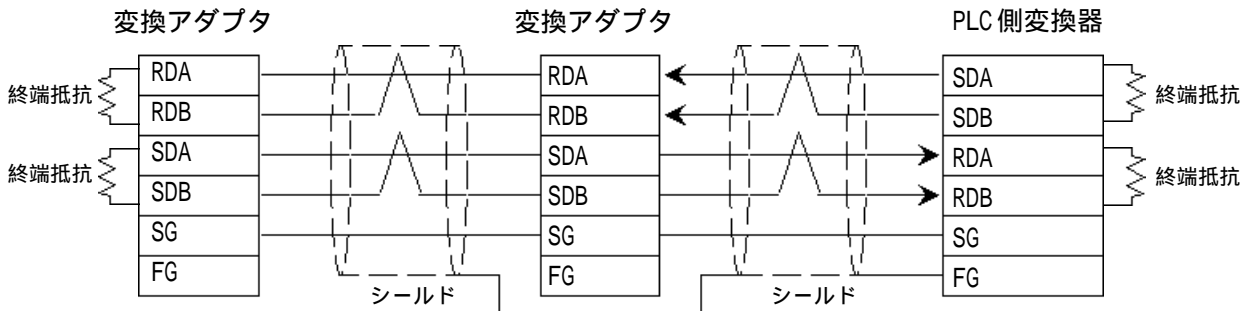 変換アダプタ
変換アダプタ
PLC側変換器
終端抵抗
終端抵抗
RDA
RDB
SDA
SDB
SG
FG
シールド
RDA
RDB
SDA
SDB
SG
FG
シールド
SDA
SDB
RDA
RDB
SG
FG
終端抵抗
終端抵抗